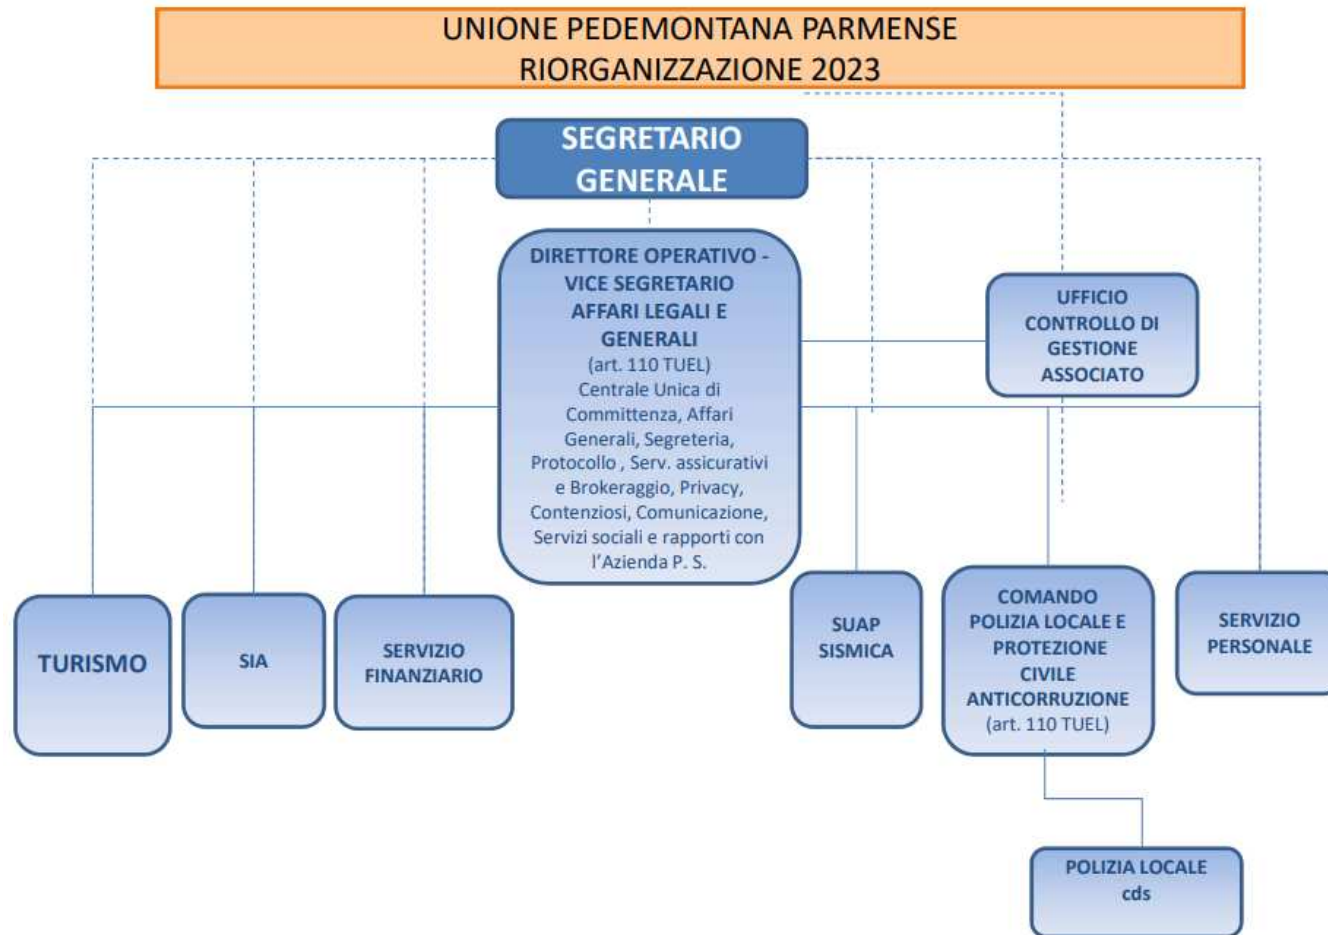 UNIONE PEDEMONTANA PARMENSE
RIORGANIZZAZIONE 2023
SEGRETARIO
GENERALE
DIRETTORE OPERATIVO -
VICE SEGRETARIO
AFFARI LEGALI E
GENERALI
(art. 110 TUEL)
Centrale Unica di
Committenza, Affari
Generali, Segreteria,
Protocollo , Serv. assicurativi
e Brokeraggio, Privacy,
Contenziosi, Comunicazione,
Servizi sociali e rapporti con
l'Azienda P. S.
UFFICIO
CONTROLLO DI
GESTIONE
ASSOCIATO
TURISMO
SIA
SERVIZIO
FINANZIARIO
SUAP
SISMICA
COMANDO
POLIZIA LOCALE E
PROTEZIONE
CIVILE
ANTICORRUZIONE
(art. 110 TUEL)
SERVIZIO
PERSONALE
POLIZIA LOCALE
cds